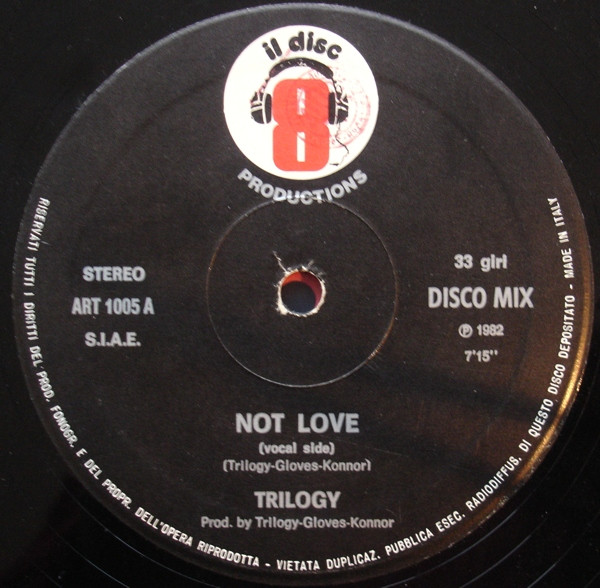 il disc
8
PRODUCTIONS
STEREO
ART 1005 A
S.I.A.E.
33 giri
DISCO MIX
℗ 1982
7'15''
NOT LOVE
(vocal side)
(Trilogy-Gloves-Konnor)
TRILOGY
Prod. by Trilogy-Gloves-Konnor
RISERVATI TUTTI I DIRITTI DEL PROD. FONOGR. E DEL PROPR. DELL'OPERA RIPRODOTTA - VIETATA DUPLICAZ. PUBBLICA ESEC. RADIODIFFUS. DI QUESTO DISCO DEPOSITATO - MADE IN ITALY